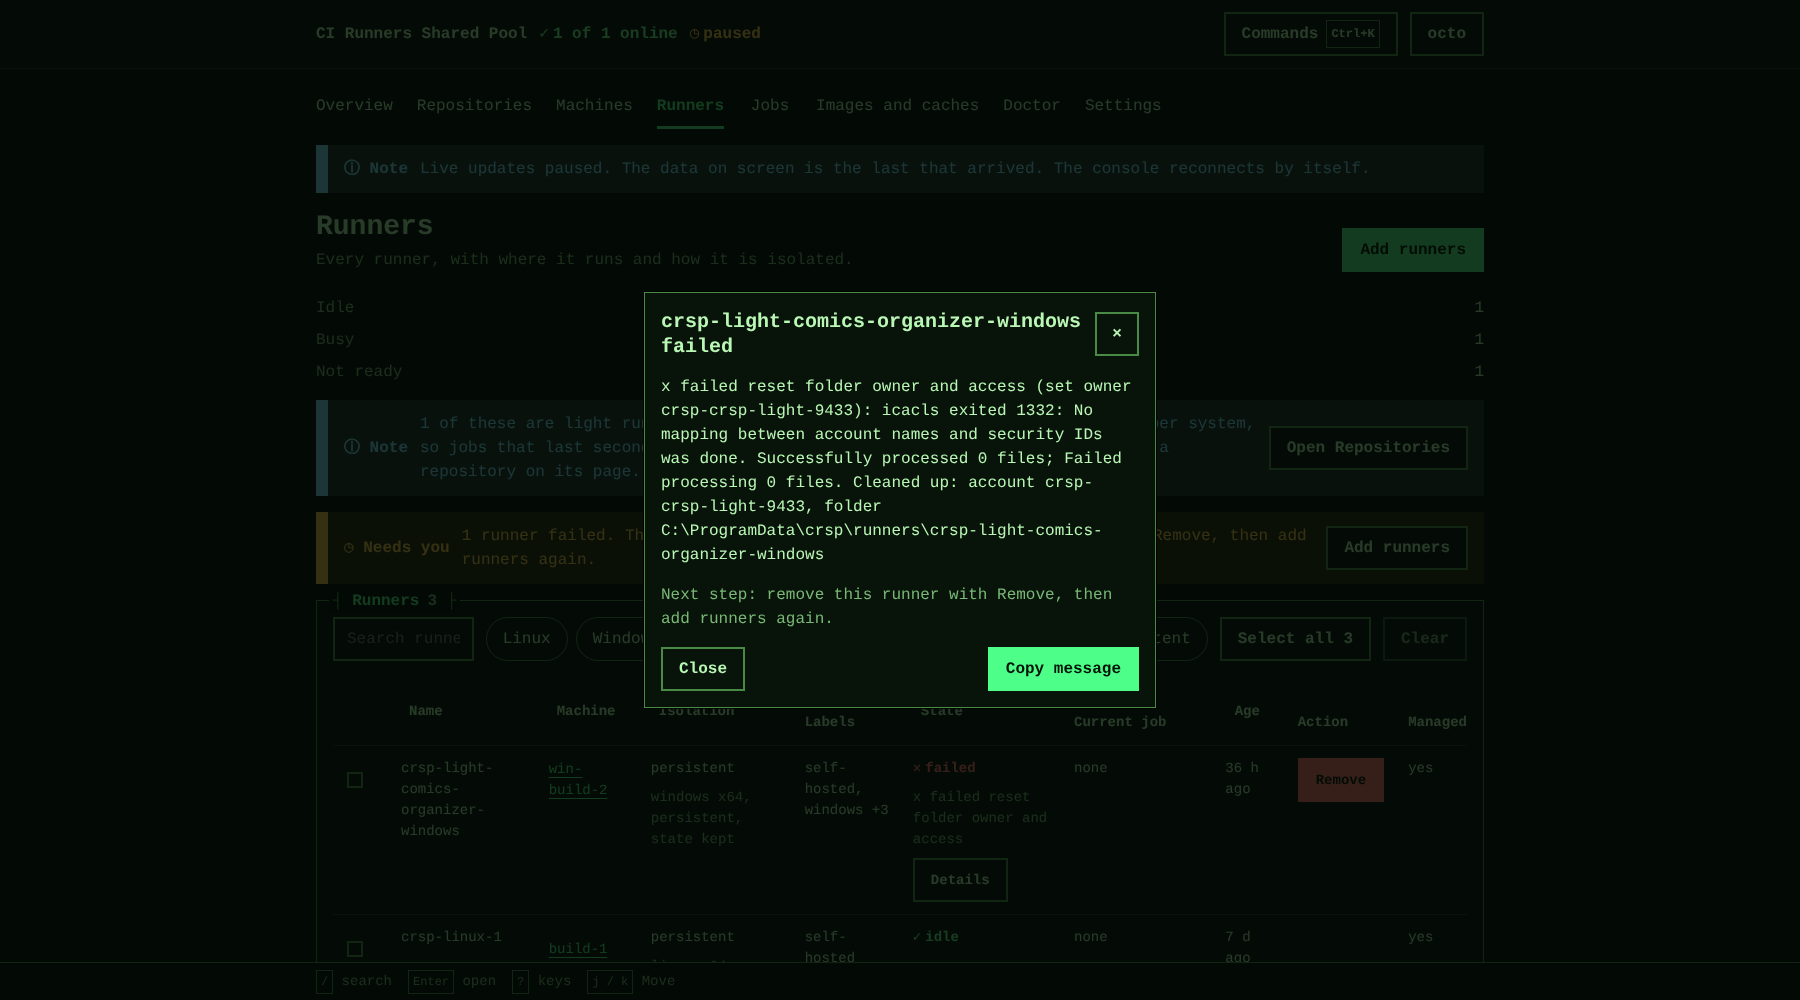 CI Runners Shared Pool ✓ 1 of 1 online ◷ paused
Commands Ctrl+K octo
Overview Repositories Machines Runners Jobs Images and caches Doctor Settings
ⓘ Note Live updates paused. The data on screen is the last that arrived. The console reconnects by itself.
Runners
Every runner, with where it runs and how it is isolated.
Add runners
Idle 1
Busy 1
Not ready 1
crsp-light-comics-organizer-windows
failed
×
x failed reset folder owner and access (set owner
crsp-crsp-light-9433): icacls exited 1332: No
mapping between account names and security IDs
was done. Successfully processed 0 files; Failed
processing 0 files. Cleaned up: account crsp-
crsp-light-9433, folder
C:\ProgramData\crsp\runners\crsp-light-comics-
organizer-windows
Next step: remove this runner with Remove, then
add runners again.
Close Copy message
ⓘ Note
1 of these are light
system,
so jobs that last
a
repository on its page.
Open Repositories
◷ Needs you
1 runner failed.
Remove, then add
runners again.
Add runners
Runners 3
Search runne Linux Select all 3 Clear
Name Machine Isolation Labels State Current job Age Action Managed
crsp-light-
comics-
organizer-
windows
win-
build-2
persistent
windows x64,
persistent,
state kept
self-
hosted,
windows +3
× failed
x failed reset
folder owner and
access
Details
none
36 h
ago
Remove
yes
crsp-linux-1
build-1
persistent
self-
hosted
✓ idle
none
7 d
ago
yes
/ search Enter open ? keys j / k Move